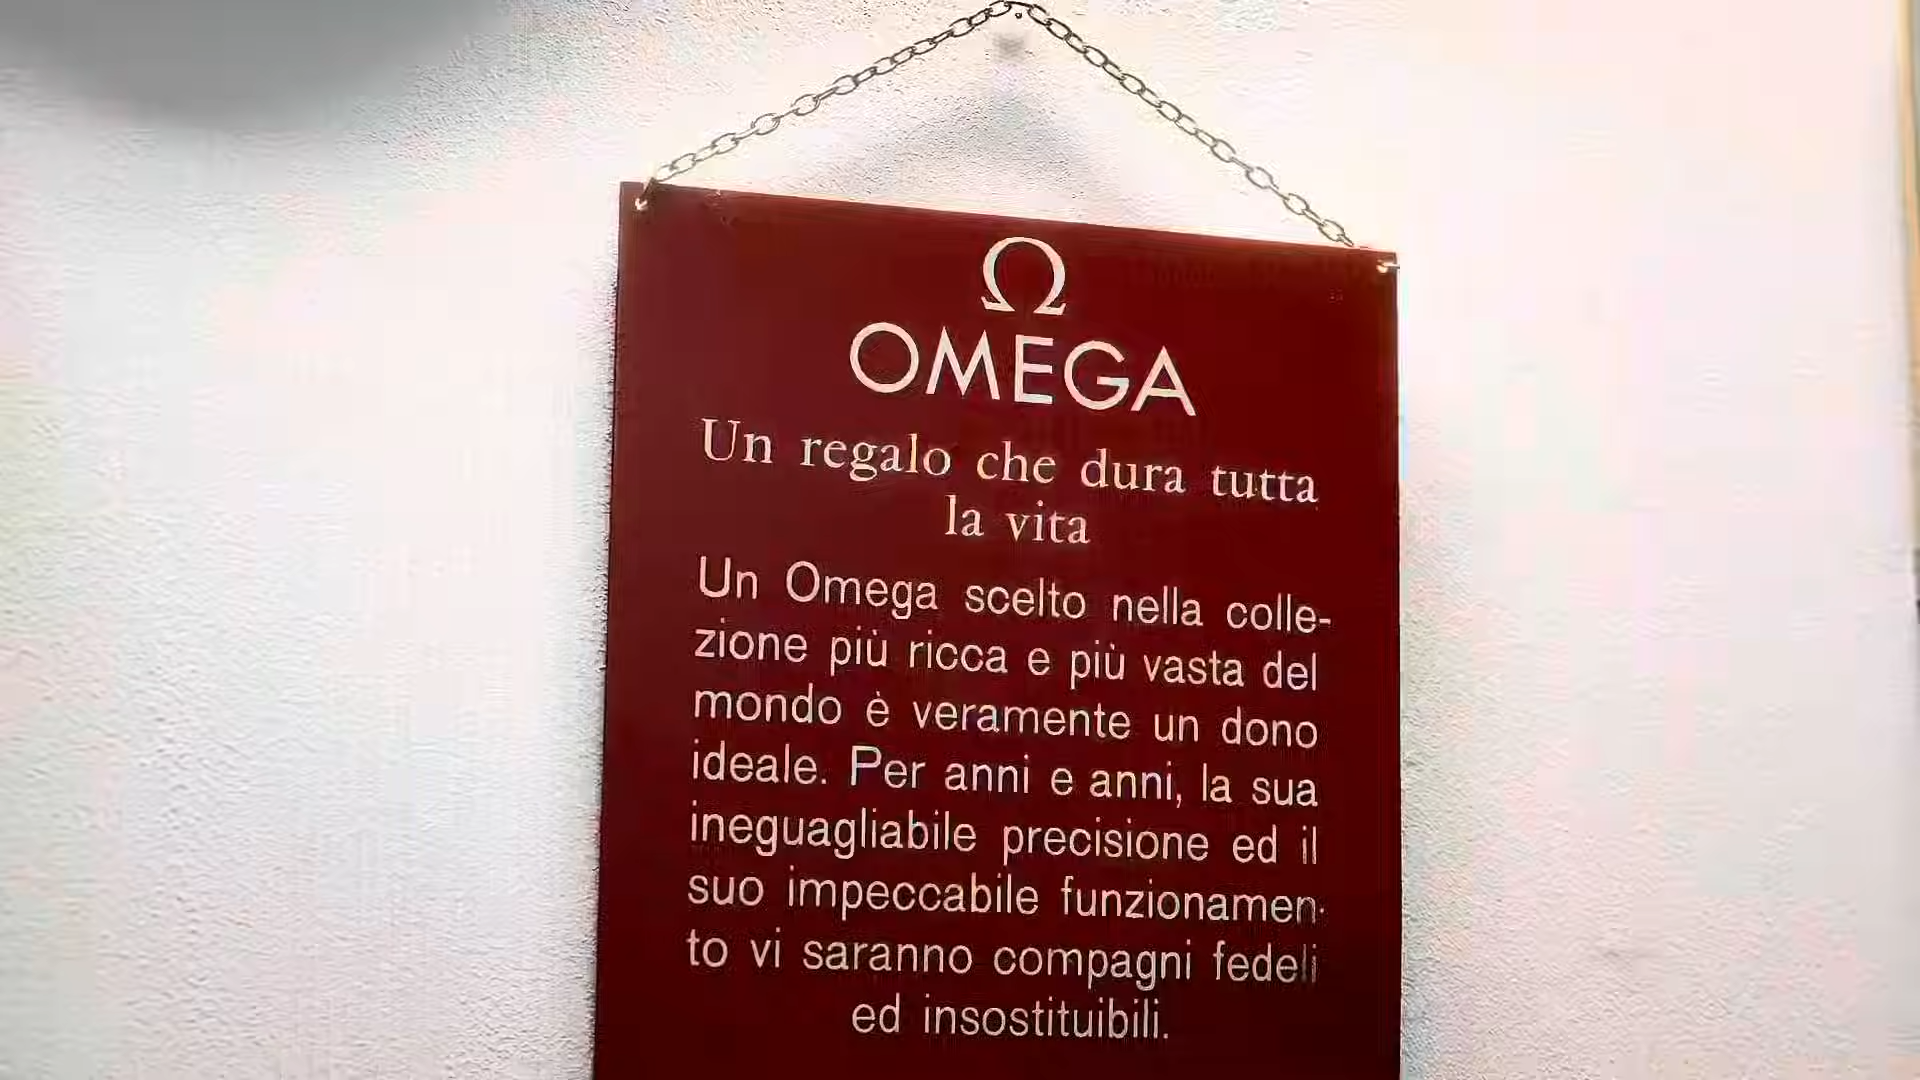 Ω
OMEGA
Un regalo che dura tutta
la vita
Un Omega scelto nella colle-
zione più ricca e più vasta del
mondo è veramente un dono
ideale. Per anni e anni, la sua
ineguagliabile precisione ed il
suo impeccabile funzionamen-
to vi saranno compagni fedeli
ed insostituibili.